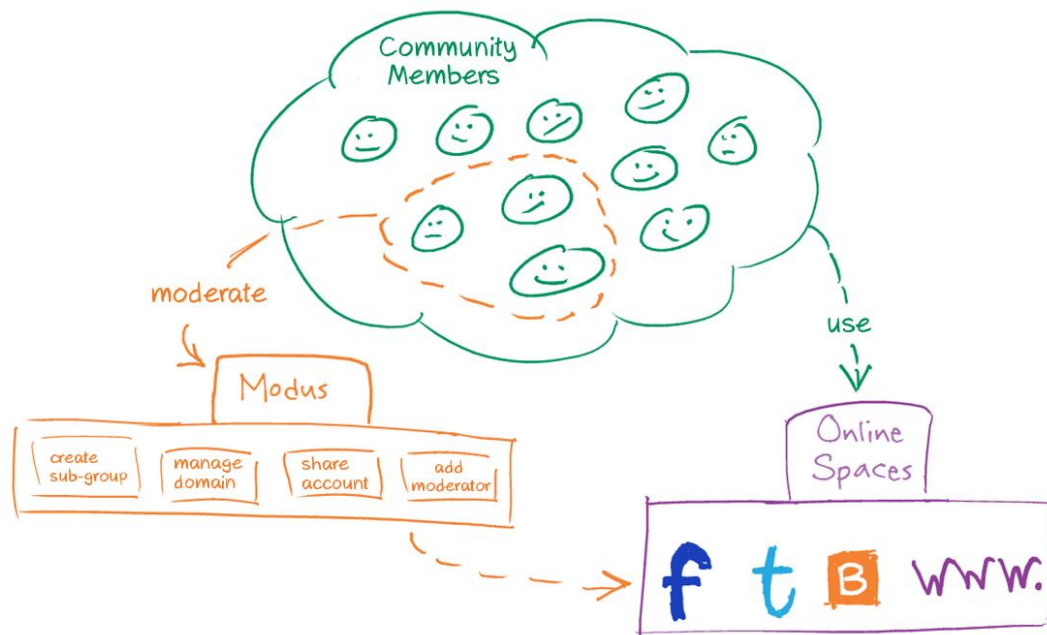 Community
Members
moderate
use
Modus
create
sub-group
manage
domain
share
account
add
moderator
Online
Spaces
f t B www.